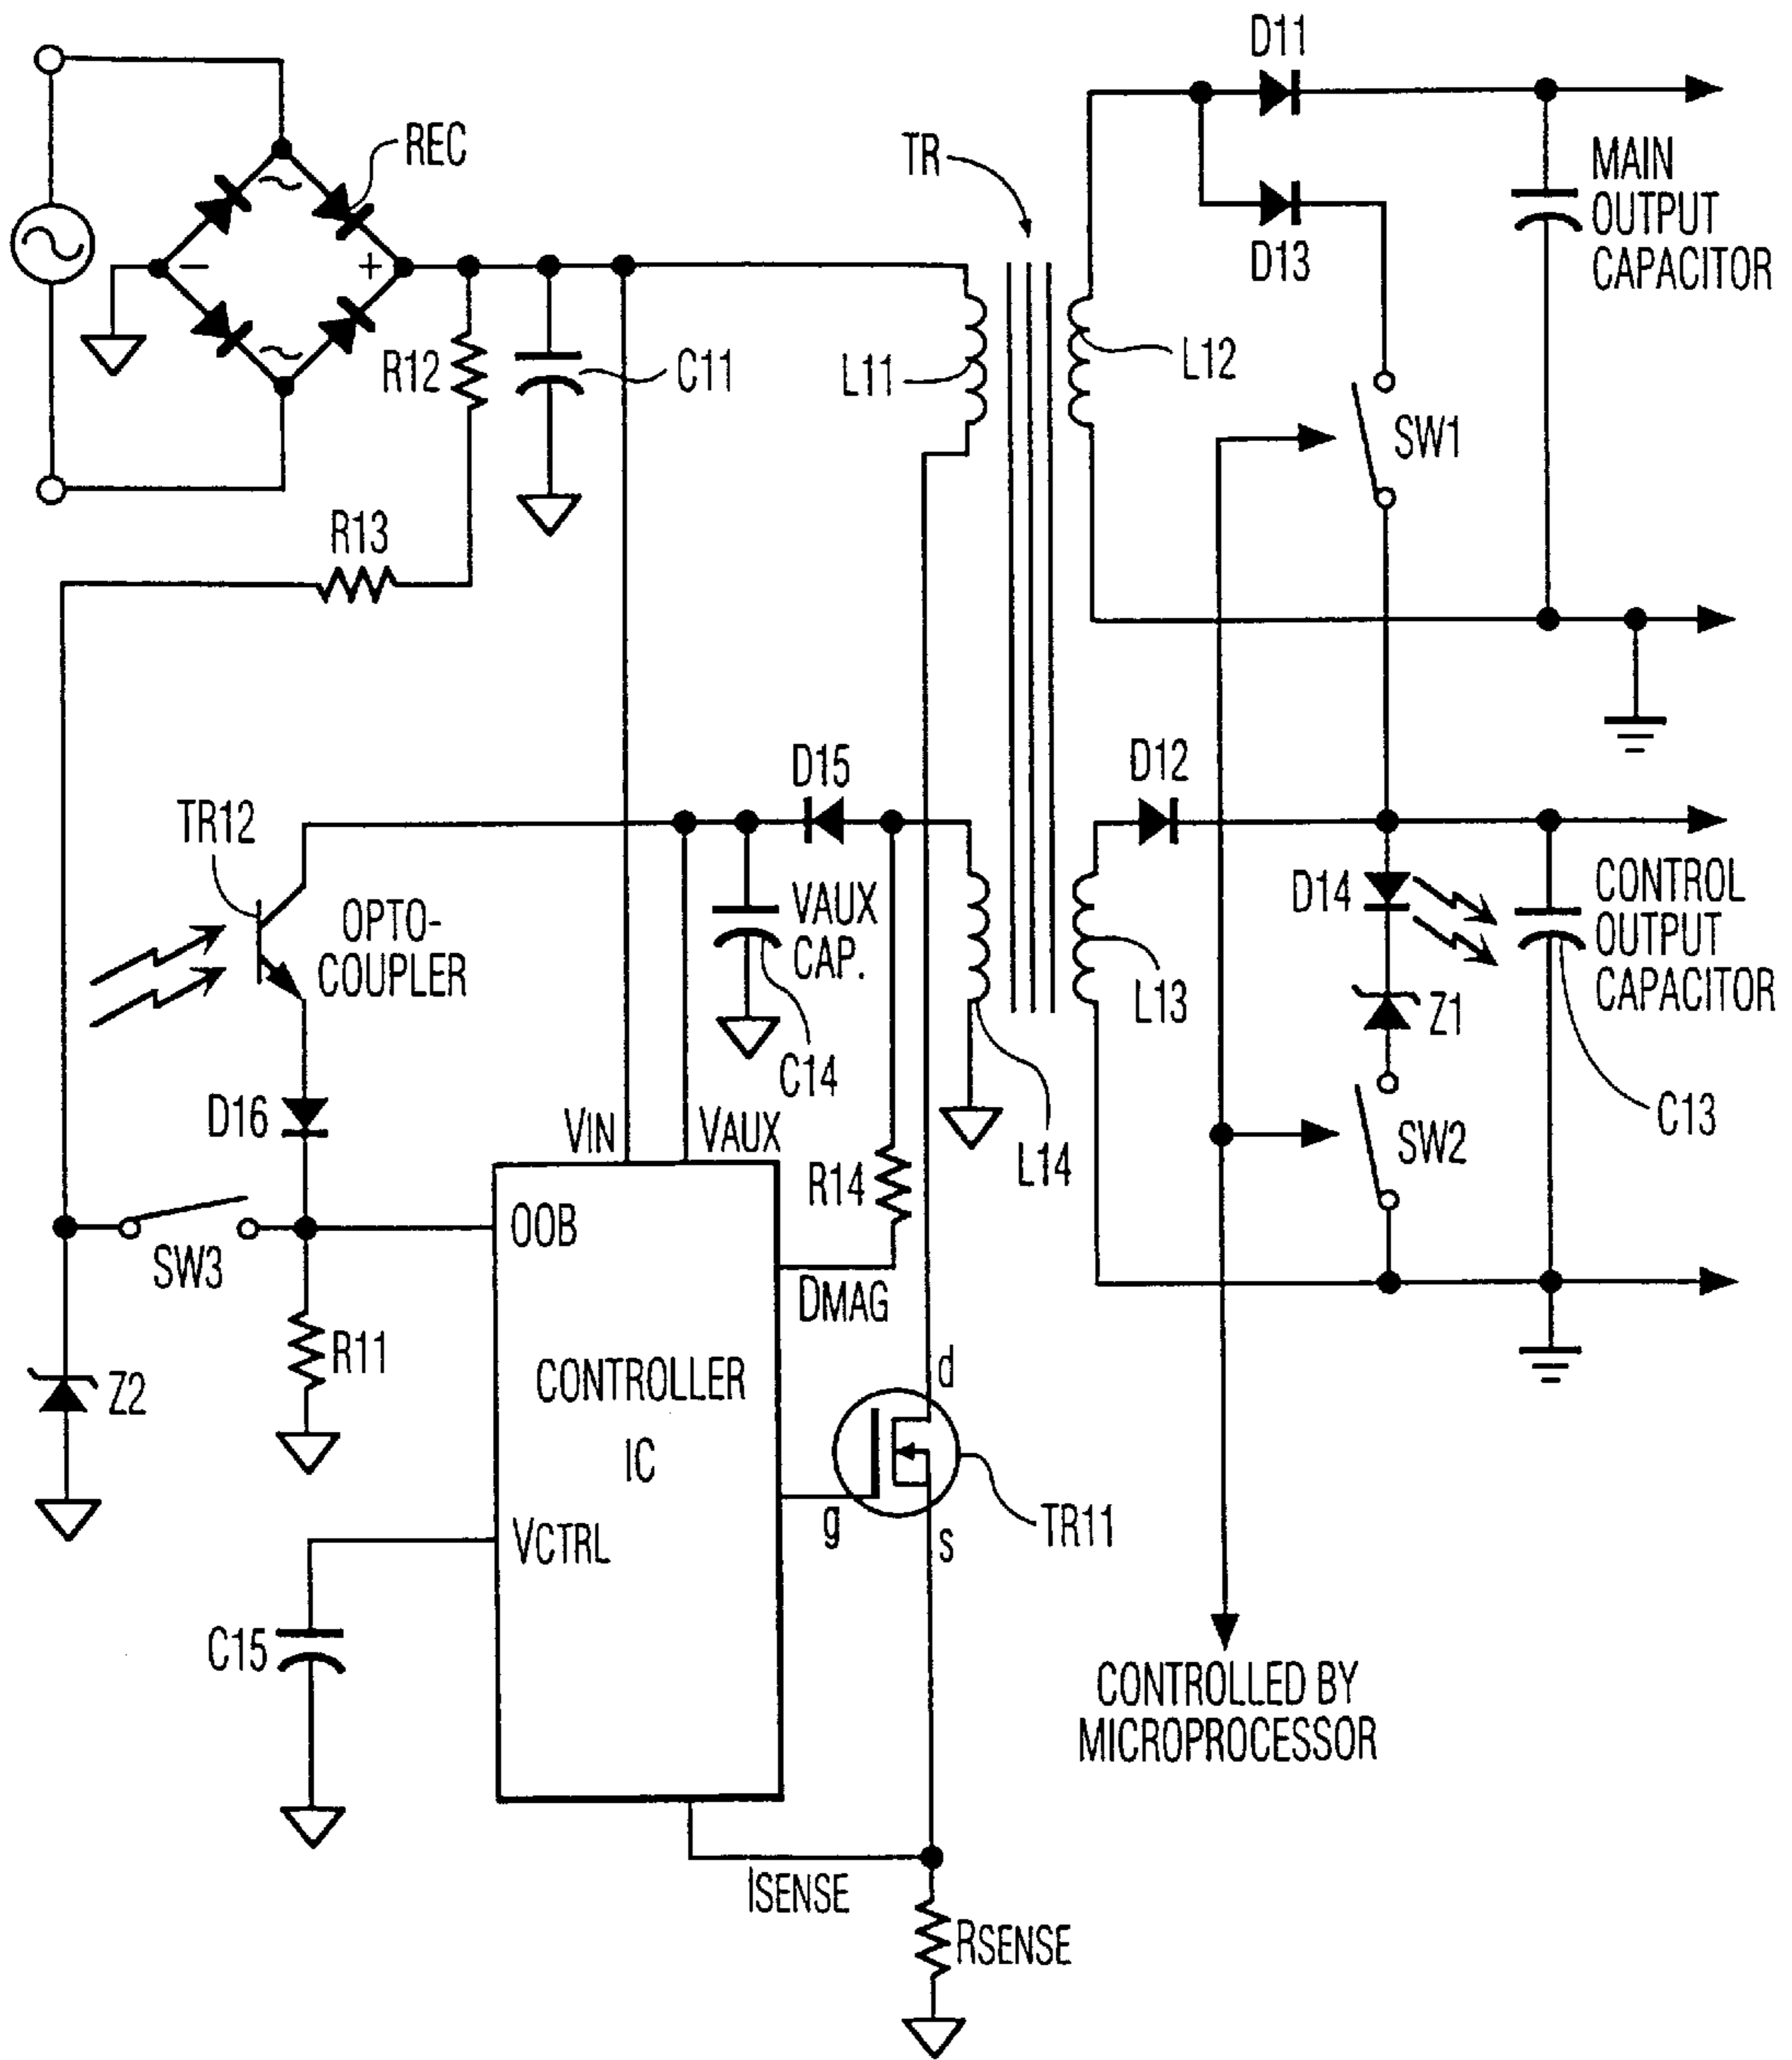 D11
REC
TR
MAIN
OUTPUT
CAPACITOR
D13
−
+
R12
C11
L11
L12
SW1
R13
D15
D12
TR12
OPTO-
COUPLER
VAUX
CAP.
D14
CONTROL
OUTPUT
CAPACITOR
L13
Z1
C14
D16
VIN
VAUX
R14
L14
SW2
C13
OOB
SW3
DMAG
R11
Z2
CONTROLLER
IC
d
g
s
TR11
VCTRL
C15
CONTROLLED BY
MICROPROCESSOR
ISENSE
RSENSE